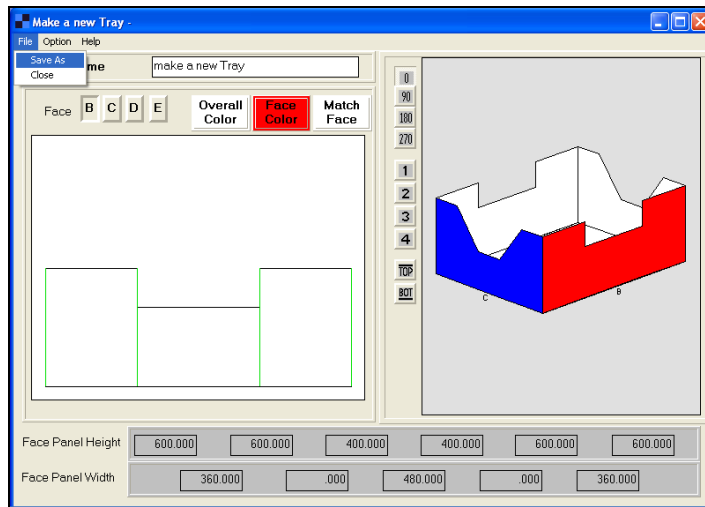 Make a new Tray -
File Option Help
Save As
Close
me
make a new Tray
Face B C D E
Overall Color
Face Color
Match Face
0
90
180
270
1
2
3
4
TOP
BOT
C
B
Face Panel Height 600.000 600.000 400.000 400.000 600.000 600.000
Face Panel Width 360.000 .000 480.000 .000 360.000